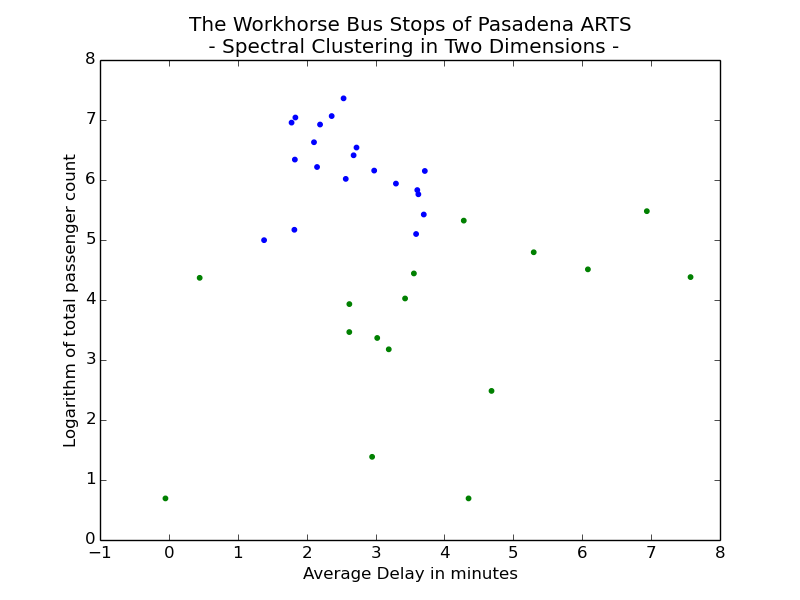 The Workhorse Bus Stops of Pasadena ARTS
- Spectral Clustering in Two Dimensions -
8
7
6
5
4
3
2
1
0
Logarithm of total passenger count
−1 0 1 2 3 4 5 6 7 8
Average Delay in minutes